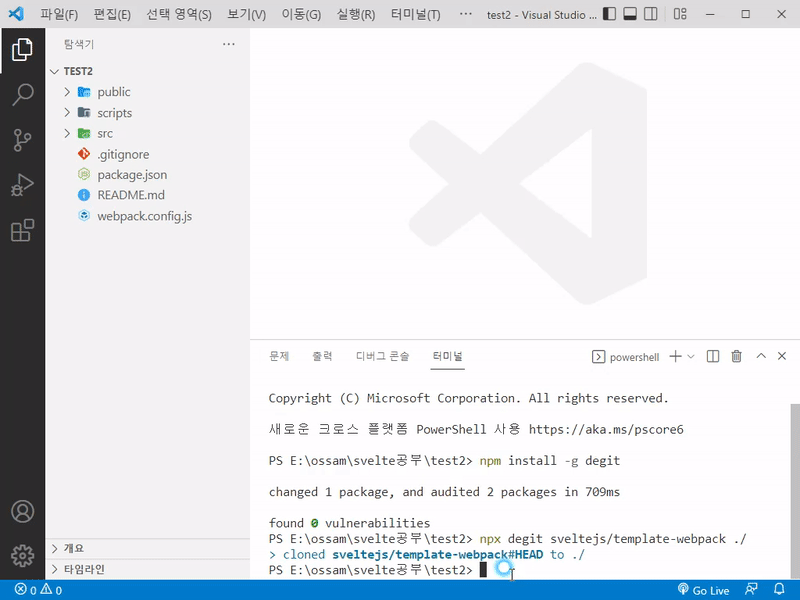 파일(F) 편집(E) 선택 영역(S) 보기(V) 이동(G) 실행(R) 터미널(T) ··· test2 - Visual Studio ...
탐색기 ···
TEST2
public
scripts
src
.gitignore
package.json
README.md
webpack.config.js
개요
타임라인
문제 출력 디버그 콘솔 터미널 powershell
Copyright (C) Microsoft Corporation. All rights reserved.
새로운 크로스 플랫폼 PowerShell 사용 https://aka.ms/pscore6
PS E:\ossam\svelte공부\test2> npm install -g degit
changed 1 package, and audited 2 packages in 709ms
found 0 vulnerabilities
PS E:\ossam\svelte공부\test2> npx degit sveltejs/template-webpack ./
> cloned sveltejs/template-webpack#HEAD to ./
PS E:\ossam\svelte공부\test2>
0 0 Go Live